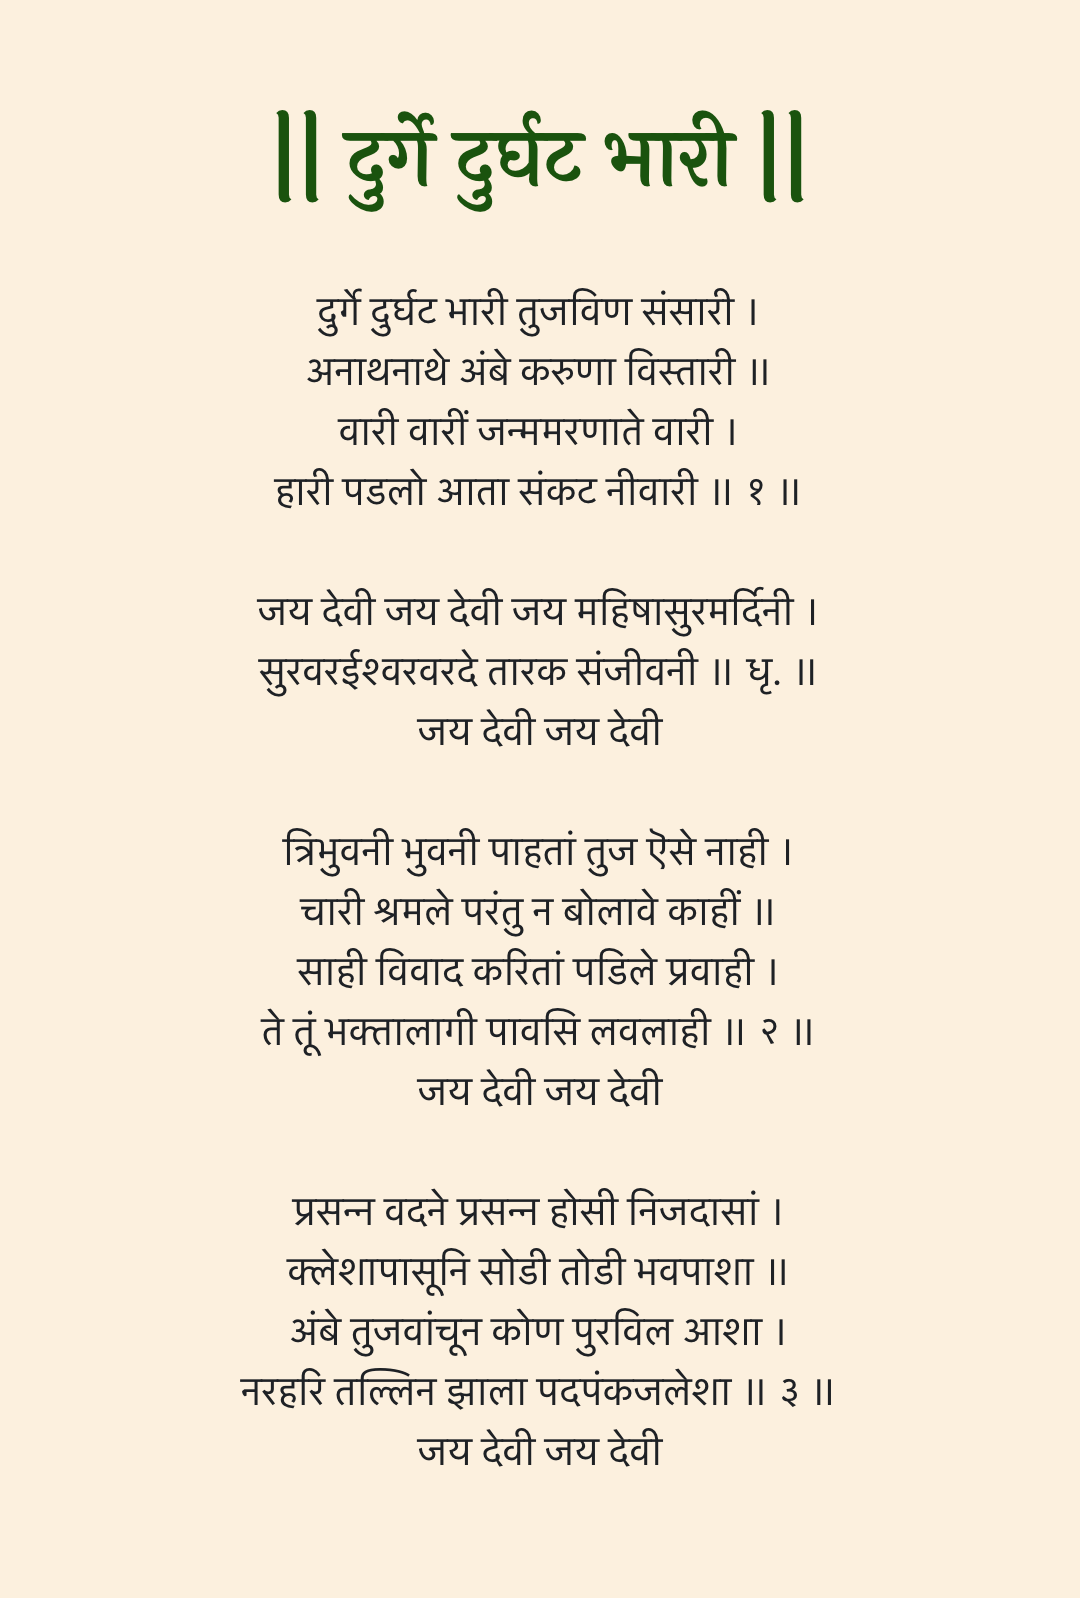 || दुर्गे दुर्घट भारी ||
दुर्गे दुर्घट भारी तुजविण संसारी ।
अनाथनाथे अंबे करुणा विस्तारी ॥
वारी वारीं जन्ममरणाते वारी ।
हारी पडलो आता संकट नीवारी ॥ १ ॥
जय देवी जय देवी जय महिषासुरमर्दिनी ।
सुरवरईश्वरवरदे तारक संजीवनी ॥ धृ. ॥
जय देवी जय देवी
त्रिभुवनी भुवनी पाहतां तुज ऎसे नाही ।
चारी श्रमले परंतु न बोलावे काहीं ॥
साही विवाद करितां पडिले प्रवाही ।
ते तूं भक्तालागी पावसि लवलाही ॥ २ ॥
जय देवी जय देवी
प्रसन्न वदने प्रसन्न होसी निजदासां ।
क्लेशापासूनि सोडी तोडी भवपाशा ॥
अंबे तुजवांचून कोण पुरविल आशा ।
नरहरि तल्लिन झाला पदपंकजलेशा ॥ ३ ॥
जय देवी जय देवी